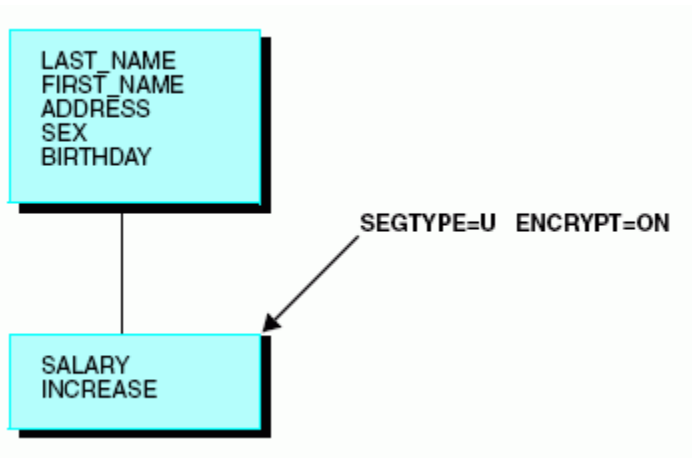 LAST_NAME
FIRST_NAME
ADDRESS
SEX
BIRTHDAY
SEGTYPE=U ENCRYPT=ON
SALARY
INCREASE